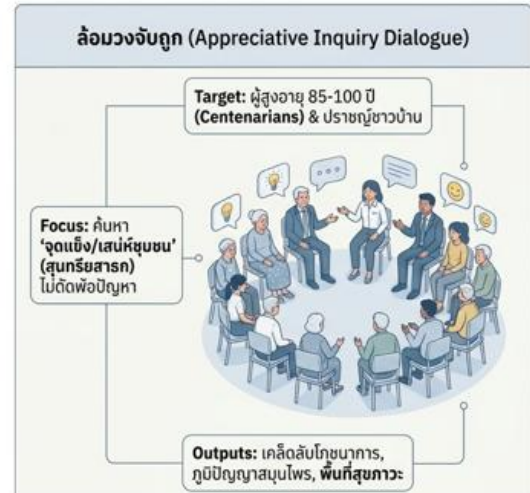 ล้อมวงจับถูก (Appreciative Inquiry Dialogue)
Target: ผู้สูงอายุ 85-100 ปี
(Centenarians) & ปราชญ์ชาวบ้าน
Focus: ค้นหา
‘จุดแข็ง/เสน่ห์ชุมชน’
(สุนทรียสารก)
ไม่ตัดพ้อปัญหา
Outputs: เคล็ดลับโภชนาการ,
ภูมิปัญญาสมุนไพร, พื้นที่สุขภาวะ